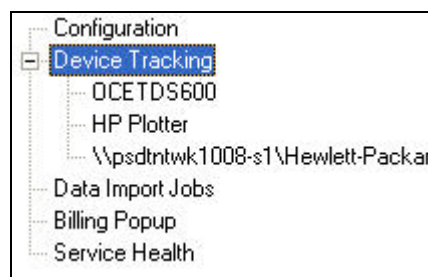 Configuration
Device Tracking
OCETDS600
HP Plotter
\\psdtntwk1008-s1\Hewlett-Packar
Data Import Jobs
Billing Popup
Service Health